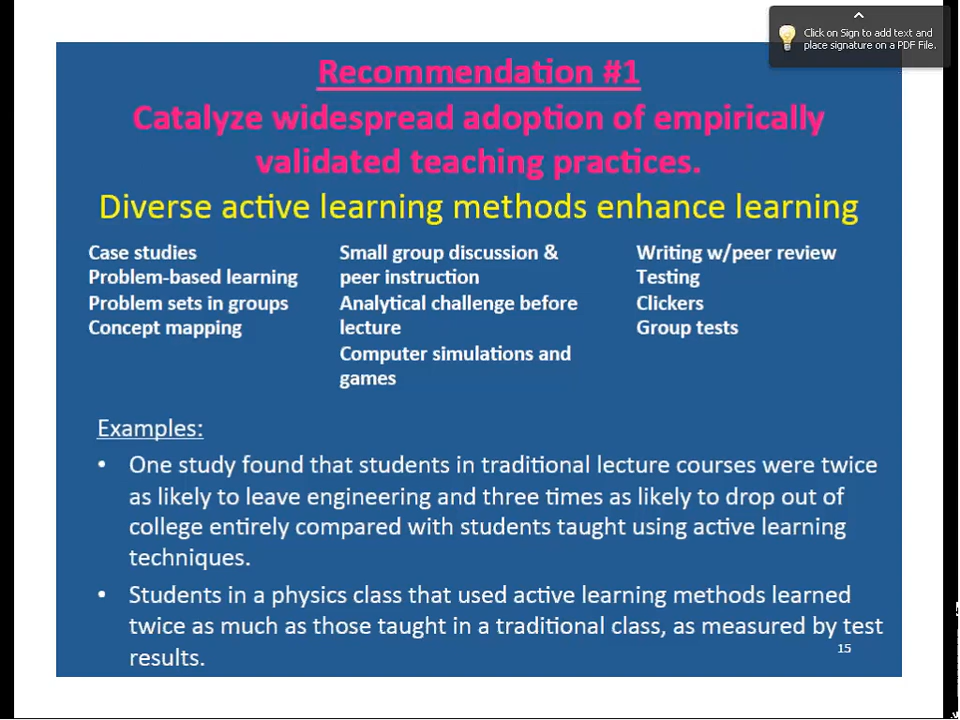 Click on Sign to add text and
place signature on a PDF File.
Recommendation #1
Catalyze widespread adoption of empirically
validated teaching practices.
Diverse active learning methods enhance learning
Case studies
Problem-based learning
Problem sets in groups
Concept mapping
Small group discussion &
peer instruction
Analytical challenge before
lecture
Computer simulations and
games
Writing w/peer review
Testing
Clickers
Group tests
Examples:
• One study found that students in traditional lecture courses were twice
as likely to leave engineering and three times as likely to drop out of
college entirely compared with students taught using active learning
techniques.
• Students in a physics class that used active learning methods learned
twice as much as those taught in a traditional class, as measured by test
results.
15